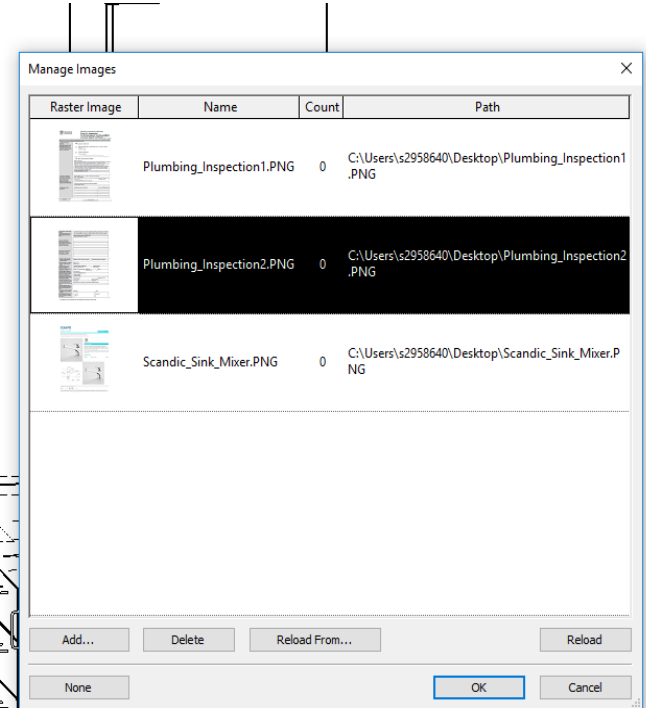 Manage Images
Raster Image Name Count Path
Plumbing_Inspection1.PNG 0 C:\Users\s2958640\Desktop\Plumbing_Inspection1
.PNG
Plumbing_Inspection2.PNG 0 C:\Users\s2958640\Desktop\Plumbing_Inspection2
.PNG
Scandic_Sink_Mixer.PNG 0 C:\Users\s2958640\Desktop\Scandic_Sink_Mixer.P
NG
Add... Delete Reload From... Reload
None OK Cancel